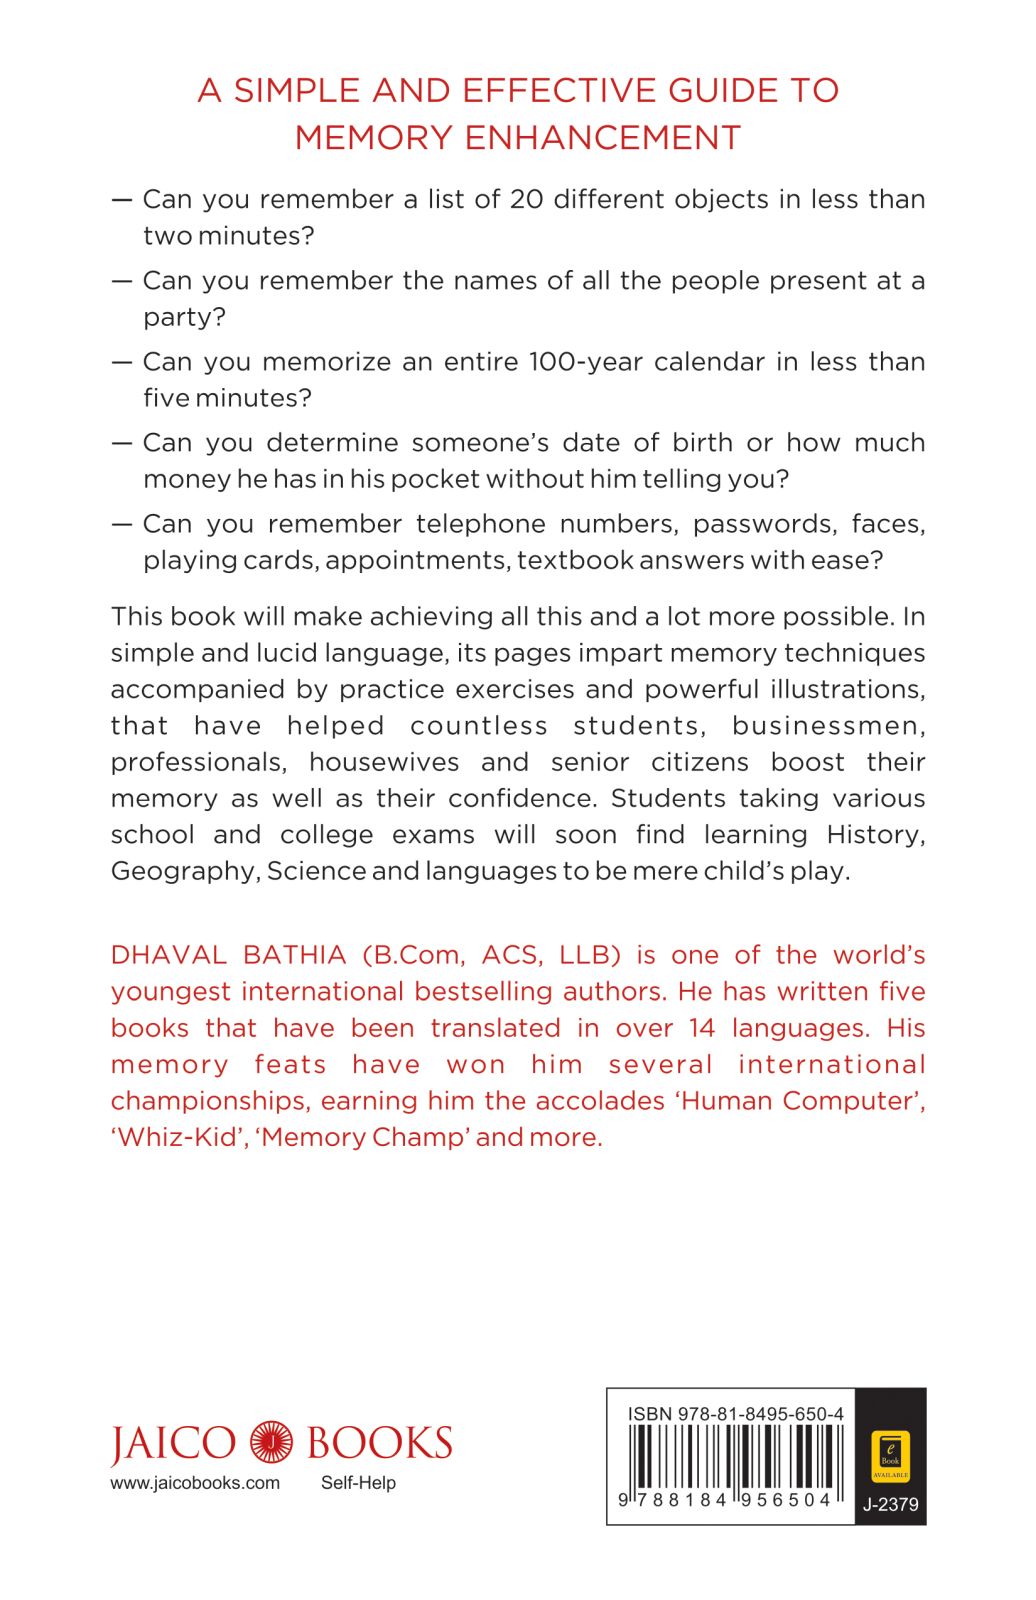 A SIMPLE AND EFFECTIVE GUIDE TO
MEMORY ENHANCEMENT
— Can you remember a list of 20 different objects in less than
two minutes?
— Can you remember the names of all the people present at a
party?
— Can you memorize an entire 100-year calendar in less than
five minutes?
— Can you determine someone’s date of birth or how much
money he has in his pocket without him telling you?
— Can you remember telephone numbers, passwords, faces,
playing cards, appointments, textbook answers with ease?
This book will make achieving all this and a lot more possible. In
simple and lucid language, its pages impart memory techniques
accompanied by practice exercises and powerful illustrations,
that have helped countless students, businessmen,
professionals, housewives and senior citizens boost their
memory as well as their confidence. Students taking various
school and college exams will soon find learning History,
Geography, Science and languages to be mere child’s play.
DHAVAL BATHIA (B.Com, ACS, LLB) is one of the world’s
youngest international bestselling authors. He has written five
books that have been translated in over 14 languages. His
memory feats have won him several international
championships, earning him the accolades ‘Human Computer’,
‘Whiz-Kid’, ‘Memory Champ’ and more.
JAICO J BOOKS
www.jaicobooks.com Self-Help
ISBN 978-81-8495-650-4
9 788184 956504
e
Book
AVAILABLE
J-2379